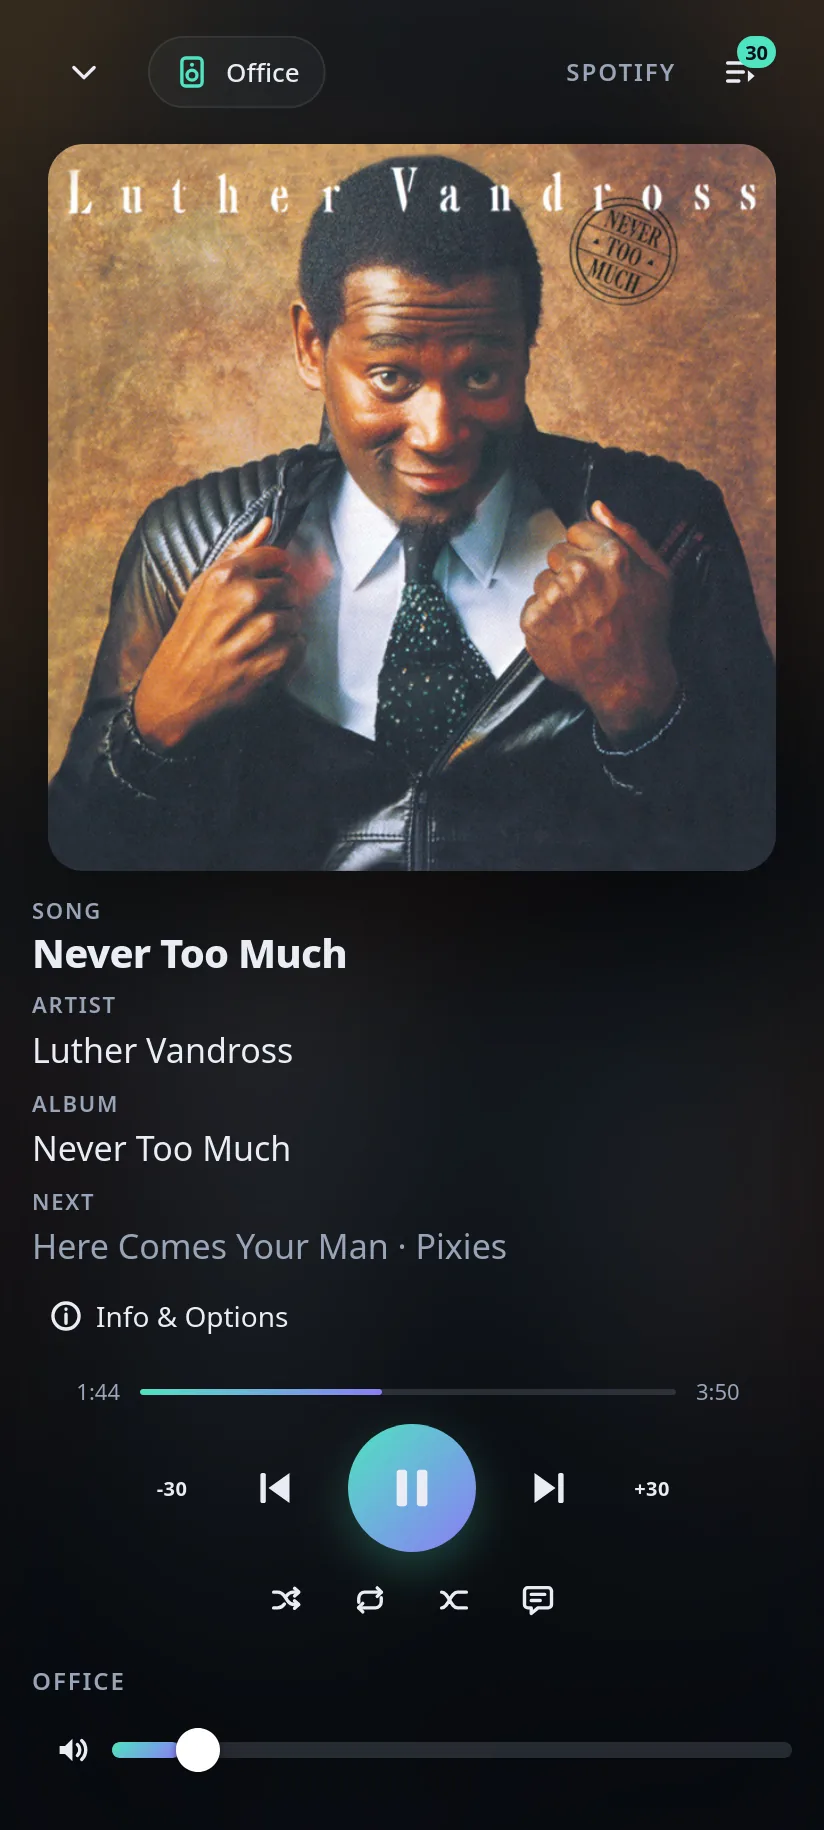 Office
SPOTIFY
30
Luther Vandross
NEVER
TOO
MUCH
SONG
Never Too Much
ARTIST
Luther Vandross
ALBUM
Never Too Much
NEXT
Here Comes Your Man · Pixies
Info & Options
1:44
3:50
-30
+30
OFFICE